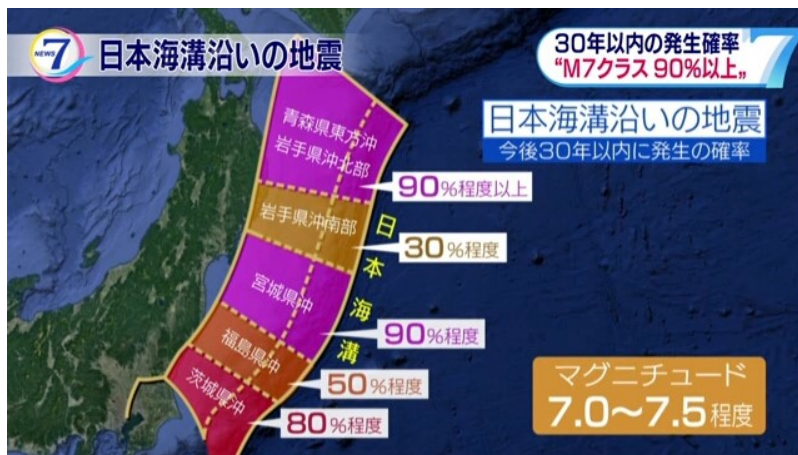 NEWS 7
日本海溝沿いの地震
30年以内の発生確率
“M7クラス 90%以上„
7
日本海溝沿いの地震
今後30年以内に発生の確率
青森県東方沖
岩手県沖北部
90%程度以上
岩手県沖南部
30%程度
日本海溝
宮城県沖
90%程度
福島県沖
50%程度
茨城県沖
80%程度
マグニチュード
7.0～7.5程度